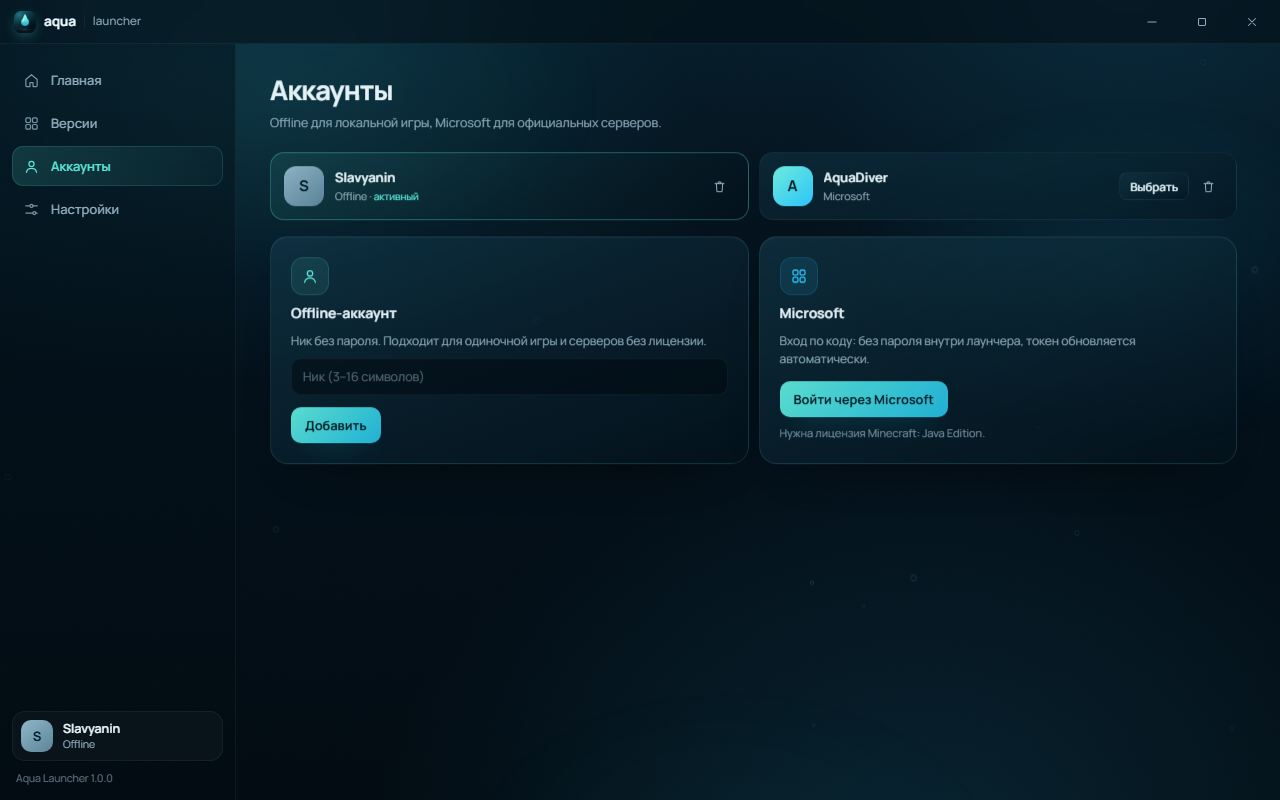 aqua launcher
Главная
Версии
Аккаунты
Настройки
Slavyanin
Offline
Aqua Launcher 1.0.0
Аккаунты
Offline для локальной игры, Microsoft для официальных серверов.
S
Slavyanin
Offline · активный
A
AquaDiver
Microsoft
Выбрать
Offline-аккаунт
Ник без пароля. Подходит для одиночной игры и серверов без лицензии.
Ник (3–16 символов)
Добавить
Microsoft
Вход по коду: без пароля внутри лаунчера, токен обновляется
автоматически.
Войти через Microsoft
Нужна лицензия Minecraft: Java Edition.
S